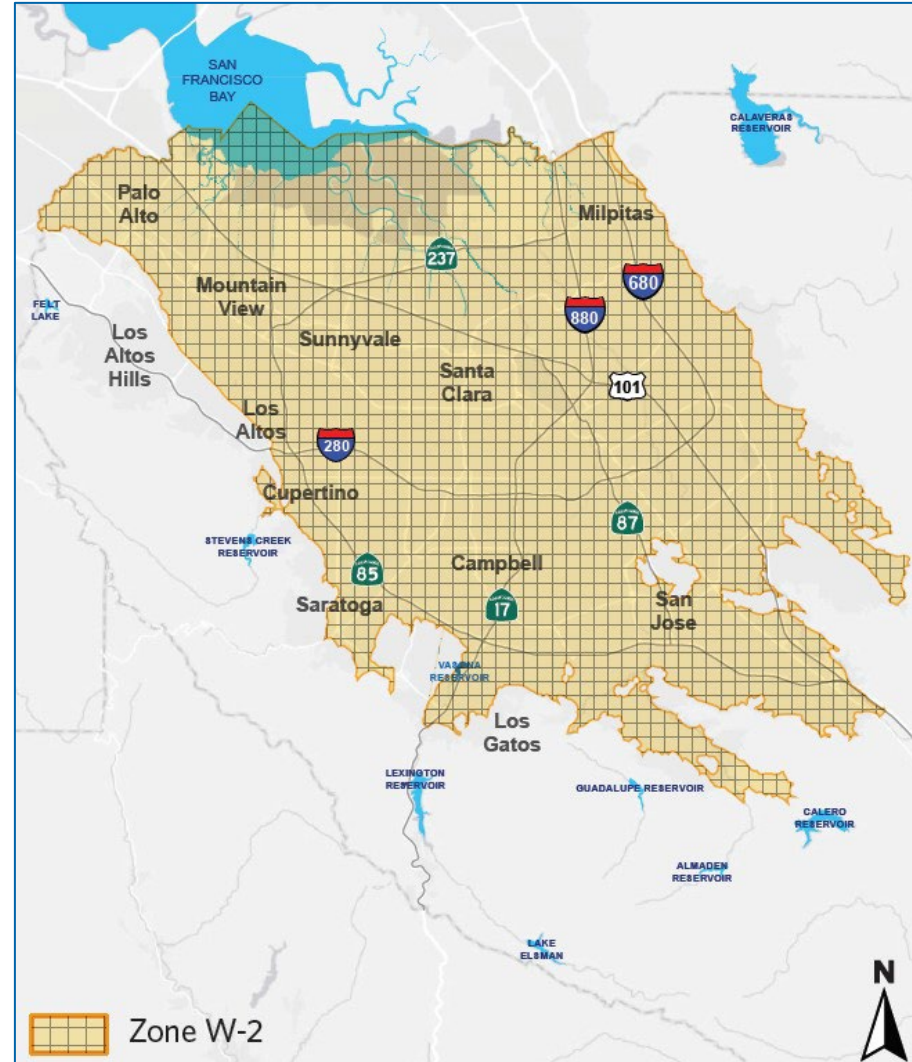 SAN
FRANCISCO
BAY
CALAVERAS
RESERVOIR
Palo
Alto
Milpitas
237
680
Mountain
View
FELT
LAKE
880
Los
Altos
Hills
Sunnyvale
Santa
Clara
101
Los
Altos
280
Cupertino
87
STEVENS CREEK
RESERVOIR
Campbell
85
Saratoga
17
San
Jose
VASONA
RESERVOIR
Los
Gatos
LEXINGTON
RESERVOIR
GUADALUPE RESERVOIR
CALERO
RESERVOIR
ALMADEN
RESERVOIR
LAKE
ELSMAN
N
Zone W-2